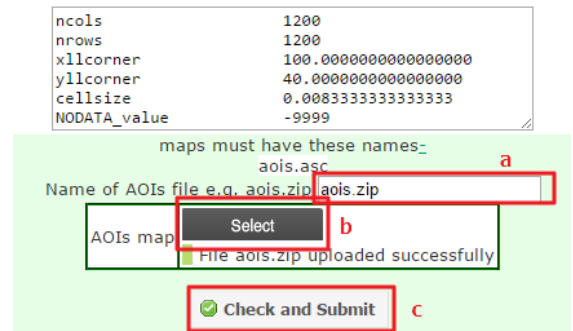 ncols 1200
nrows 1200
xllcorner 100.0000000000000000
yllcorner 40.0000000000000000
cellsize 0.0083333333333333
NODATA_value -9999
maps must have these names-
aois.asc
a
Name of AOIs file e.g. aois.zip aois.zip
Select b
AOIs map
File aois.zip uploaded successfully
Check and Submit c